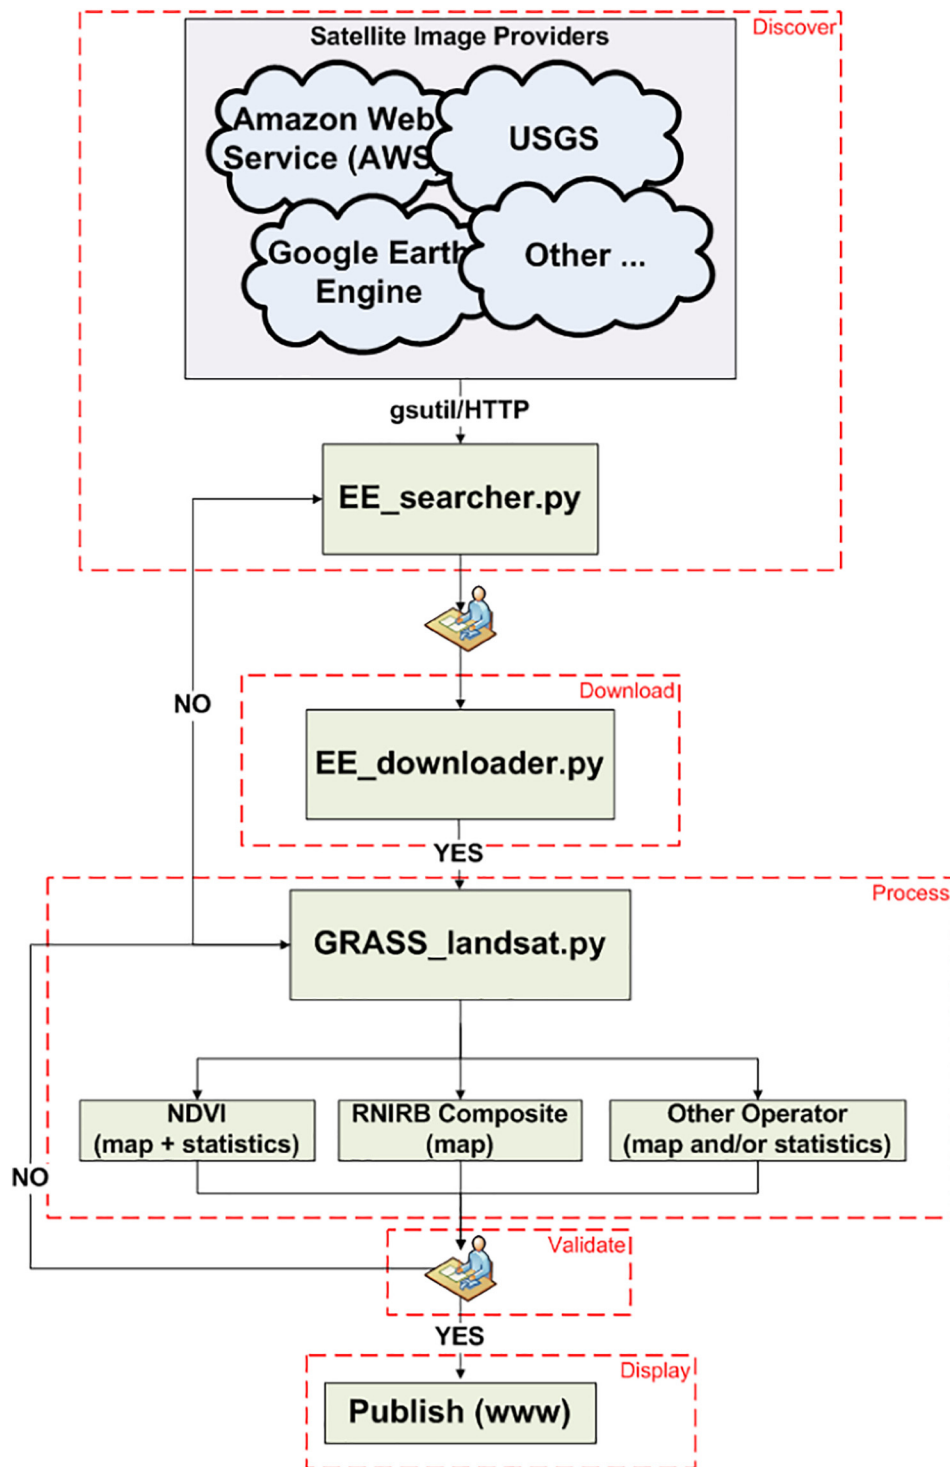 Discover
Satellite Image Providers
Amazon Web
Service (AWS)
USGS
Google Earth
Engine
Other ...
gsutil/HTTP
EE_searcher.py
NO
Download
EE_downloader.py
YES
Process
GRASS_landsat.py
NDVI
(map + statistics)
RNIRB Composite
(map)
Other Operator
(map and/or statistics)
NO
Validate
YES
Display
Publish (www)